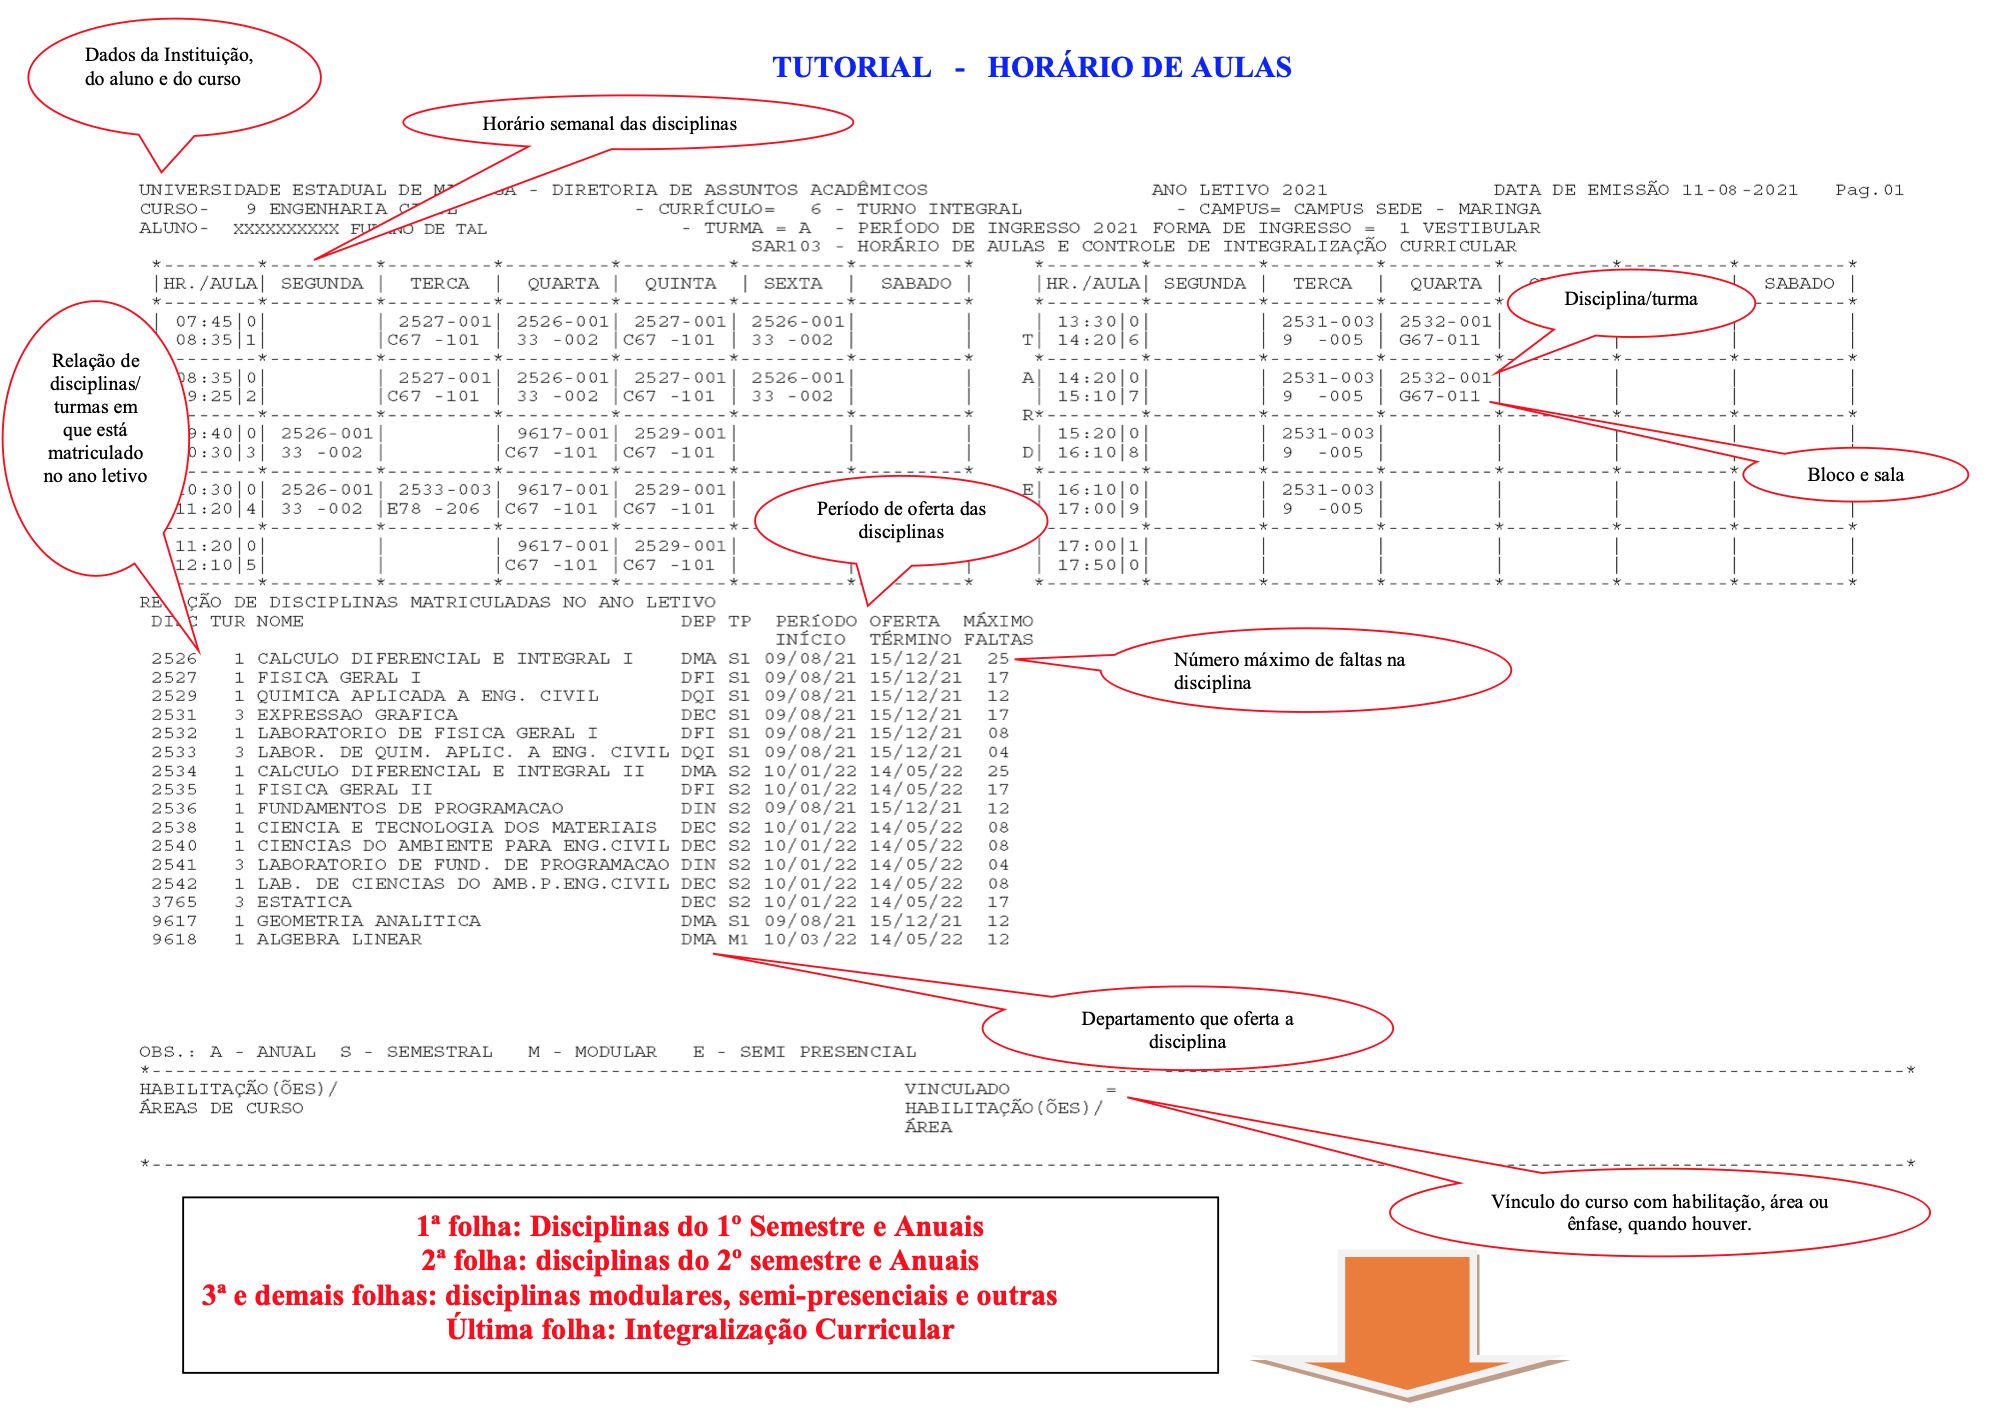 Dados da Instituição,
do aluno e do curso
TUTORIAL - HORÁRIO DE AULAS
Horário semanal das disciplinas
UNIVERSIDADE ESTADUAL DE - DIRETORIA DE ASSUNTOS ACADÊMICOS ANO LETIVO 2021 DATA DE EMISSÃO 11-08-2021 Pag.01
CURSO- 9 ENGENHARIA - CURRÍCULO= 6 - TURNO INTEGRAL - CAMPUS= CAMPUS SEDE - MARINGA
ALUNO- XXXXXXXXXX DE TAL - TURMA = A - PERÍODO DE INGRESSO 2021 FORMA DE INGRESSO = 1 VESTIBULAR
SAR103 - HORÁRIO DE AULAS E CONTROLE DE INTEGRALIZAÇÃO CURRICULAR
|HR./AULA| SEGUNDA | TERCA | QUARTA | QUINTA | SEXTA | SABADO | |HR./AULA| SEGUNDA | TERCA | QUARTA | SABADO |
Disciplina/turma
| 07:45|0| | 2527-001| 2526-001| 2527-001| 2526-001| | | 13:30|0| | 2531-003| 2532-001|
08:35|1| |C67 -101 | 33 -002 |C67 -101 | 33 -002 | | T| 14:20|6| | 9 -005 | G67-011 |
08:35|0| | 2527-001| 2526-001| 2527-001| 2526-001| | A| 14:20|0| | 2531-003| 2532-001|
9:25|2| |C67 -101 | 33 -002 |C67 -101 | 33 -002 | | | 15:10|7| | 9 -005 | G67-011
R
9:40|0| 2526-001| | 9617-001| 2529-001| | | | 15:20|0| | 2531-003|
0:30|3| 33 -002 | |C67 -101 |C67 -101 | | | D| 16:10|8| | 9 -005 |
10:30|0| 2526-001| 2533-003| 9617-001| 2529-001| E| 16:10|0| | 2531-003|
11:20|4| 33 -002 |E78 -206 |C67 -101 |C67 -101 | | 17:00|9| | 9 -005 |
11:20|0| | | 9617-001| 2529-001| | 17:00|1|
12:10|5| | |C67 -101 |C67 -101 | | 17:50|0|
Relação de
disciplinas/
turmas em
que está
matriculado
no ano letivo
Bloco e sala
Período de oferta das
disciplinas
RELAÇÃO DE DISCIPLINAS MATRICULADAS NO ANO LETIVO
DISC TUR NOME DEP TP PERÍODO OFERTA MÁXIMO
INÍCIO TÉRMINO FALTAS
2526 1 CALCULO DIFERENCIAL E INTEGRAL I DMA S1 09/08/21 15/12/21 25
2527 1 FISICA GERAL I DFI S1 09/08/21 15/12/21 17
2529 1 QUIMICA APLICADA A ENG. CIVIL DQI S1 09/08/21 15/12/21 12
2531 3 EXPRESSAO GRAFICA DEC S1 09/08/21 15/12/21 17
2532 1 LABORATORIO DE FISICA GERAL I DFI S1 09/08/21 15/12/21 08
2533 3 LABOR. DE QUIM. APLIC. A ENG. CIVIL DQI S1 09/08/21 15/12/21 04
2534 1 CALCULO DIFERENCIAL E INTEGRAL II DMA S2 10/01/22 14/05/22 25
2535 1 FISICA GERAL II DFI S2 10/01/22 14/05/22 17
2536 1 FUNDAMENTOS DE PROGRAMACAO DIN S2 09/08/21 15/12/21 12
2538 1 CIENCIA E TECNOLOGIA DOS MATERIAIS DEC S2 10/01/22 14/05/22 08
2540 1 CIENCIAS DO AMBIENTE PARA ENG.CIVIL DEC S2 10/01/22 14/05/22 08
2541 3 LABORATORIO DE FUND. DE PROGRAMACAO DIN S2 10/01/22 14/05/22 04
2542 1 LAB. DE CIENCIAS DO AMB.P.ENG.CIVIL DEC S2 10/01/22 14/05/22 08
3765 3 ESTATICA DEC S2 10/01/22 14/05/22 17
9617 1 GEOMETRIA ANALITICA DMA S1 09/08/21 15/12/21 12
9618 1 ALGEBRA LINEAR DMA M1 10/03/22 14/05/22 12
Número máximo de faltas na
disciplina
Departamento que oferta a
disciplina
OBS.: A - ANUAL S - SEMESTRAL M - MODULAR E - SEMI PRESENCIAL
HABILITAÇÃO(ÕES)/ VINCULADO =
ÁREAS DE CURSO HABILITAÇÃO(ÕES)/
ÁREA
Vínculo do curso com habilitação, área ou
ênfase, quando houver.
1ª folha: Disciplinas do 1º Semestre e Anuais
2ª folha: disciplinas do 2º semestre e Anuais
3ª e demais folhas: disciplinas modulares, semi-presenciais e outras
Última folha: Integralização Curricular